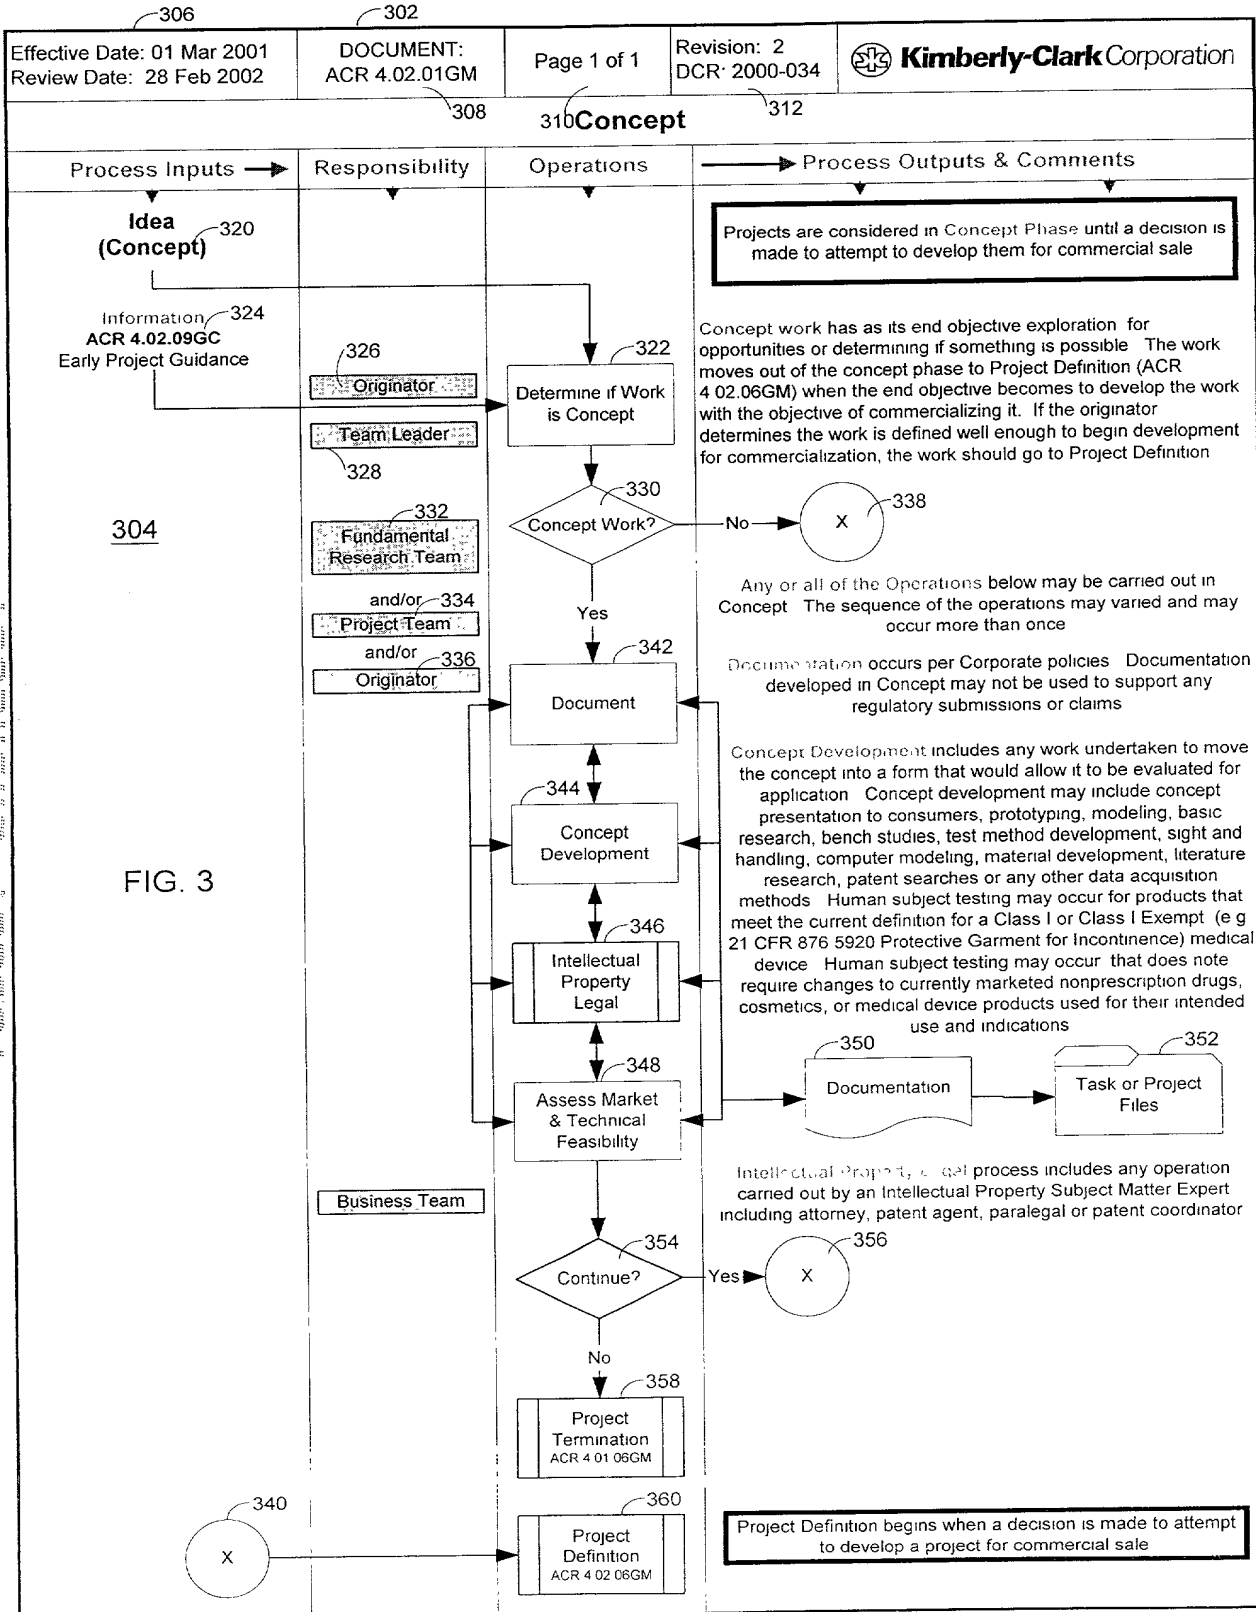 306
302
Effective Date: 01 Mar 2001
Review Date: 28 Feb 2002
DOCUMENT:
ACR 4.02.01GM
Page 1 of 1
Revision: 2
DCR: 2000-034
Kimberly-Clark Corporation
308
310
312
Concept
Process Inputs
Responsibility
Operations
Process Outputs & Comments
Idea
(Concept)
320
Projects are considered in Concept Phase until a decision is
made to attempt to develop them for commercial sale
Information
324
ACR 4.02.09GC
Early Project Guidance
326
Originator
Team Leader
328
322
Determine if Work
is Concept
Concept work has as its end objective exploration for
opportunities or determining if something is possible The work
moves out of the concept phase to Project Definition (ACR
4 02.06GM) when the end objective becomes to develop the work
with the objective of commercializing it. If the originator
determines the work is defined well enough to begin development
for commercialization, the work should go to Project Definition
304
332
Fundamental
Research Team
and/or
334
Project Team
and/or
336
Originator
330
Concept Work?
No
X
338
Yes
Any or all of the Operations below may be carried out in
Concept The sequence of the operations may varied and may
occur more than once
342
Document
Documentation occurs per Corporate policies Documentation
developed in Concept may not be used to support any
regulatory submissions or claims
344
Concept
Development
Concept Development includes any work undertaken to move
the concept into a form that would allow it to be evaluated for
application Concept development may include concept
presentation to consumers, prototyping, modeling, basic
research, bench studies, test method development, sight and
handling, computer modeling, material development, literature
research, patent searches or any other data acquisition
methods Human subject testing may occur for products that
meet the current definition for a Class I or Class I Exempt (e g
21 CFR 876 5920 Protective Garment for Incontinence) medical
device Human subject testing may occur that does note
require changes to currently marketed nonprescription drugs,
cosmetics, or medical device products used for their intended
use and indications
FIG. 3
346
Intellectual
Property
Legal
348
Assess Market
& Technical
Feasibility
350
Documentation
352
Task or Project
Files
Intellectual Property Legal process includes any operation
carried out by an Intellectual Property Subject Matter Expert
including attorney, patent agent, paralegal or patent coordinator
Business Team
354
Continue?
Yes
X
356
No
358
Project
Termination
ACR 4 01 06GM
340
X
360
Project
Definition
ACR 4 02 06GM
Project Definition begins when a decision is made to attempt
to develop a project for commercial sale